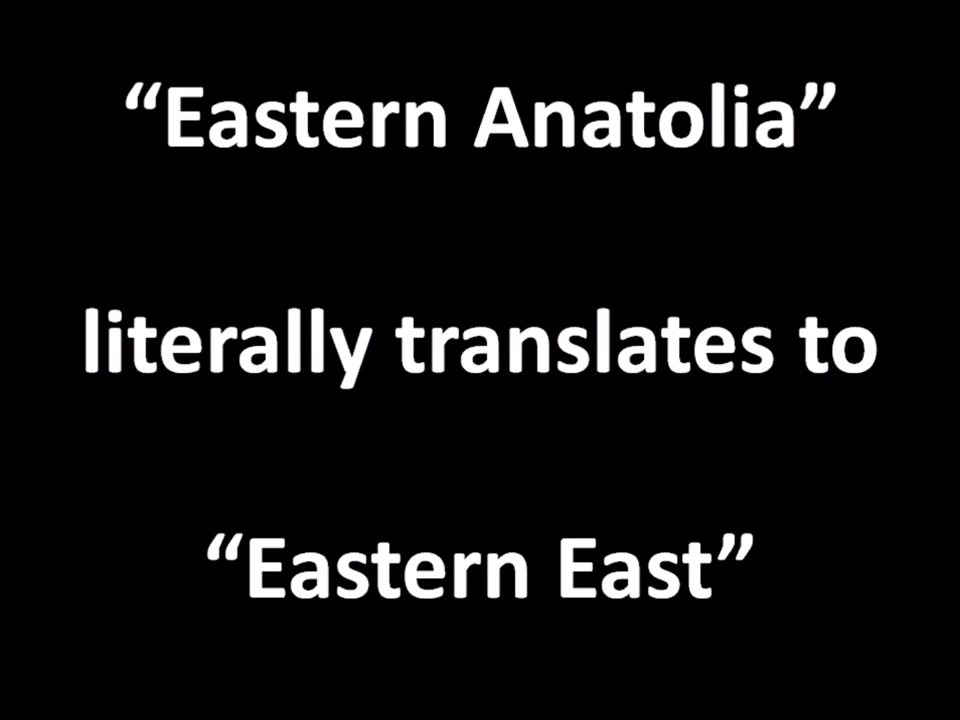 “Eastern Anatolia”
literally translates to
“Eastern East”